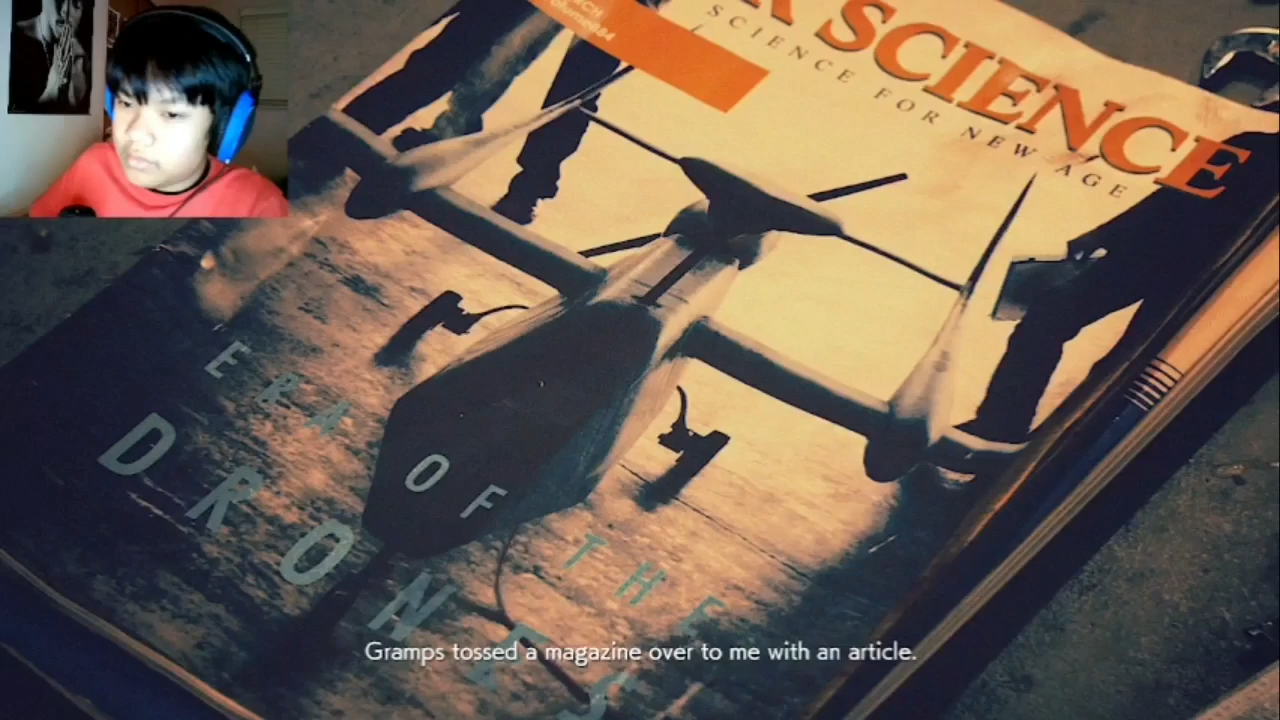 SCIENCE
SCIENCE FOR NEW AGE
ERA OF THE
DRONES
Gramps tossed a magazine over to me with an article.